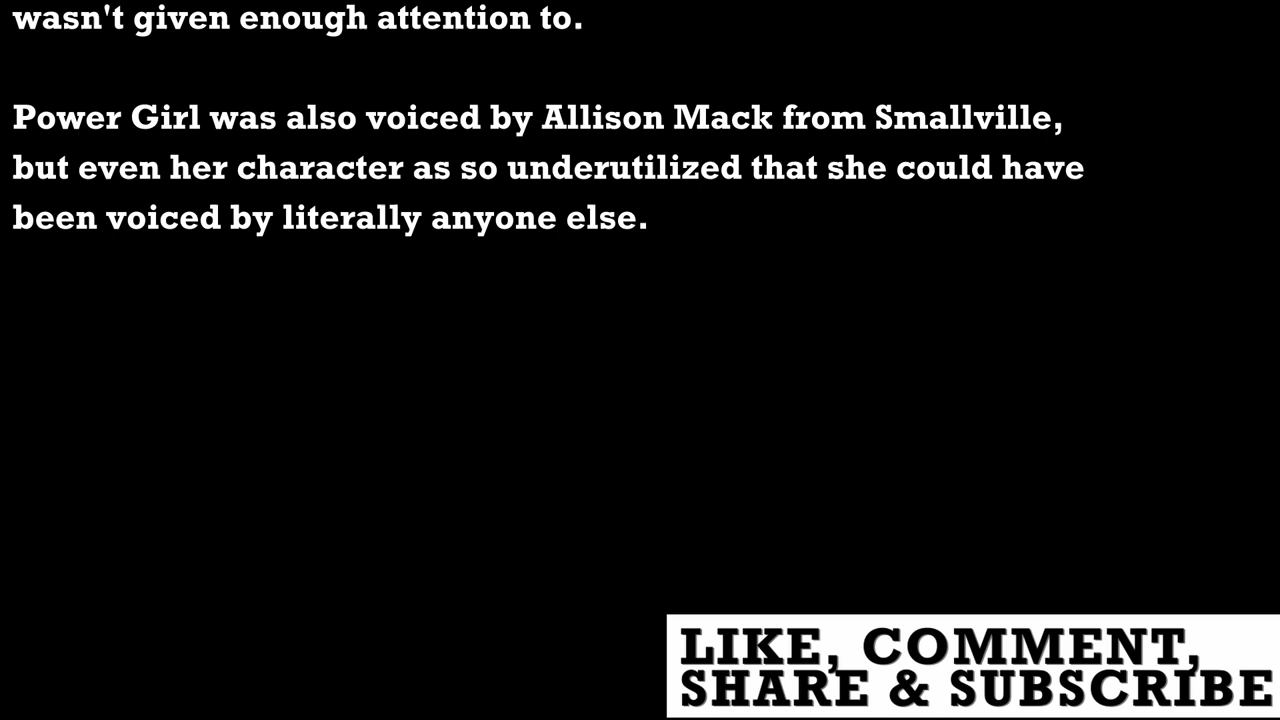 wasn't given enough attention to.
Power Girl was also voiced by Allison Mack from Smallville,
but even her character as so underutilized that she could have
been voiced by literally anyone else.
LIKE, COMMENT,
SHARE & SUBSCRIBE